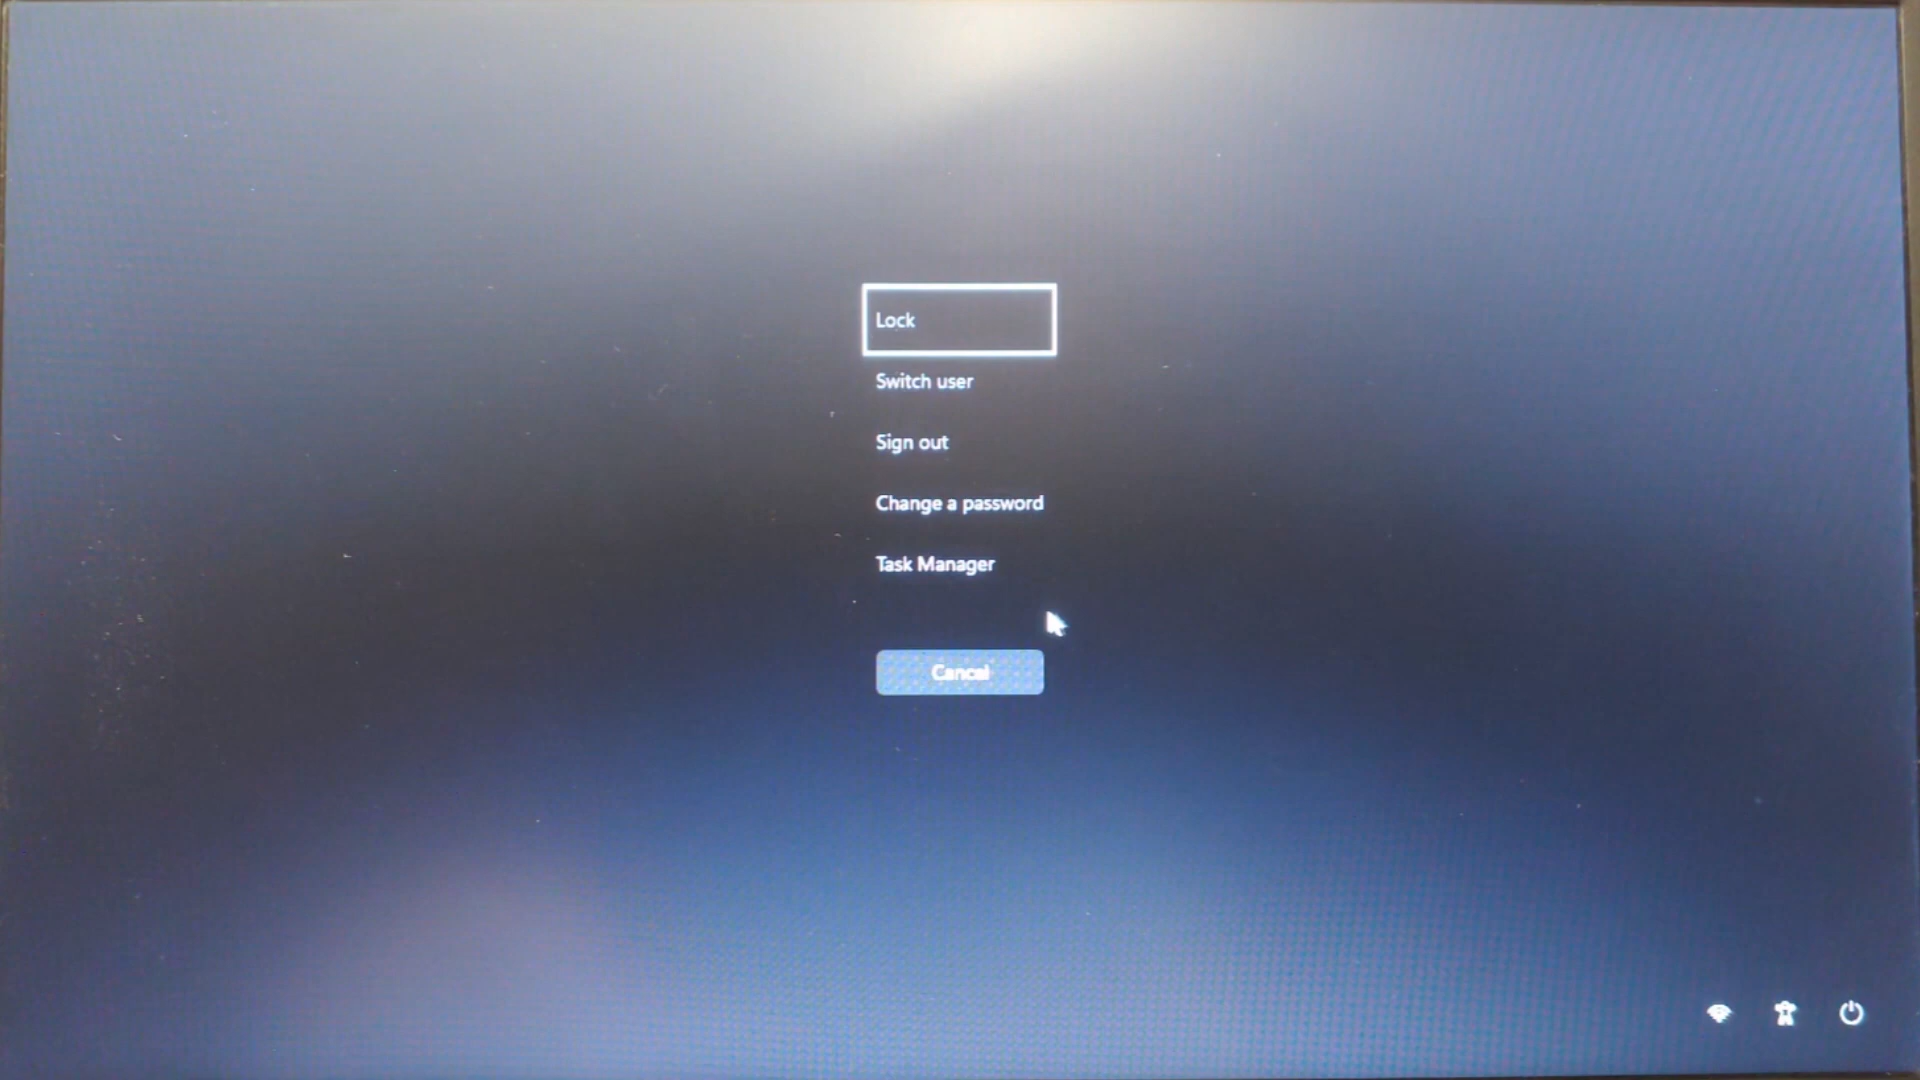 Lock
Switch user
Sign out
Change a password
Task Manager
Cancel